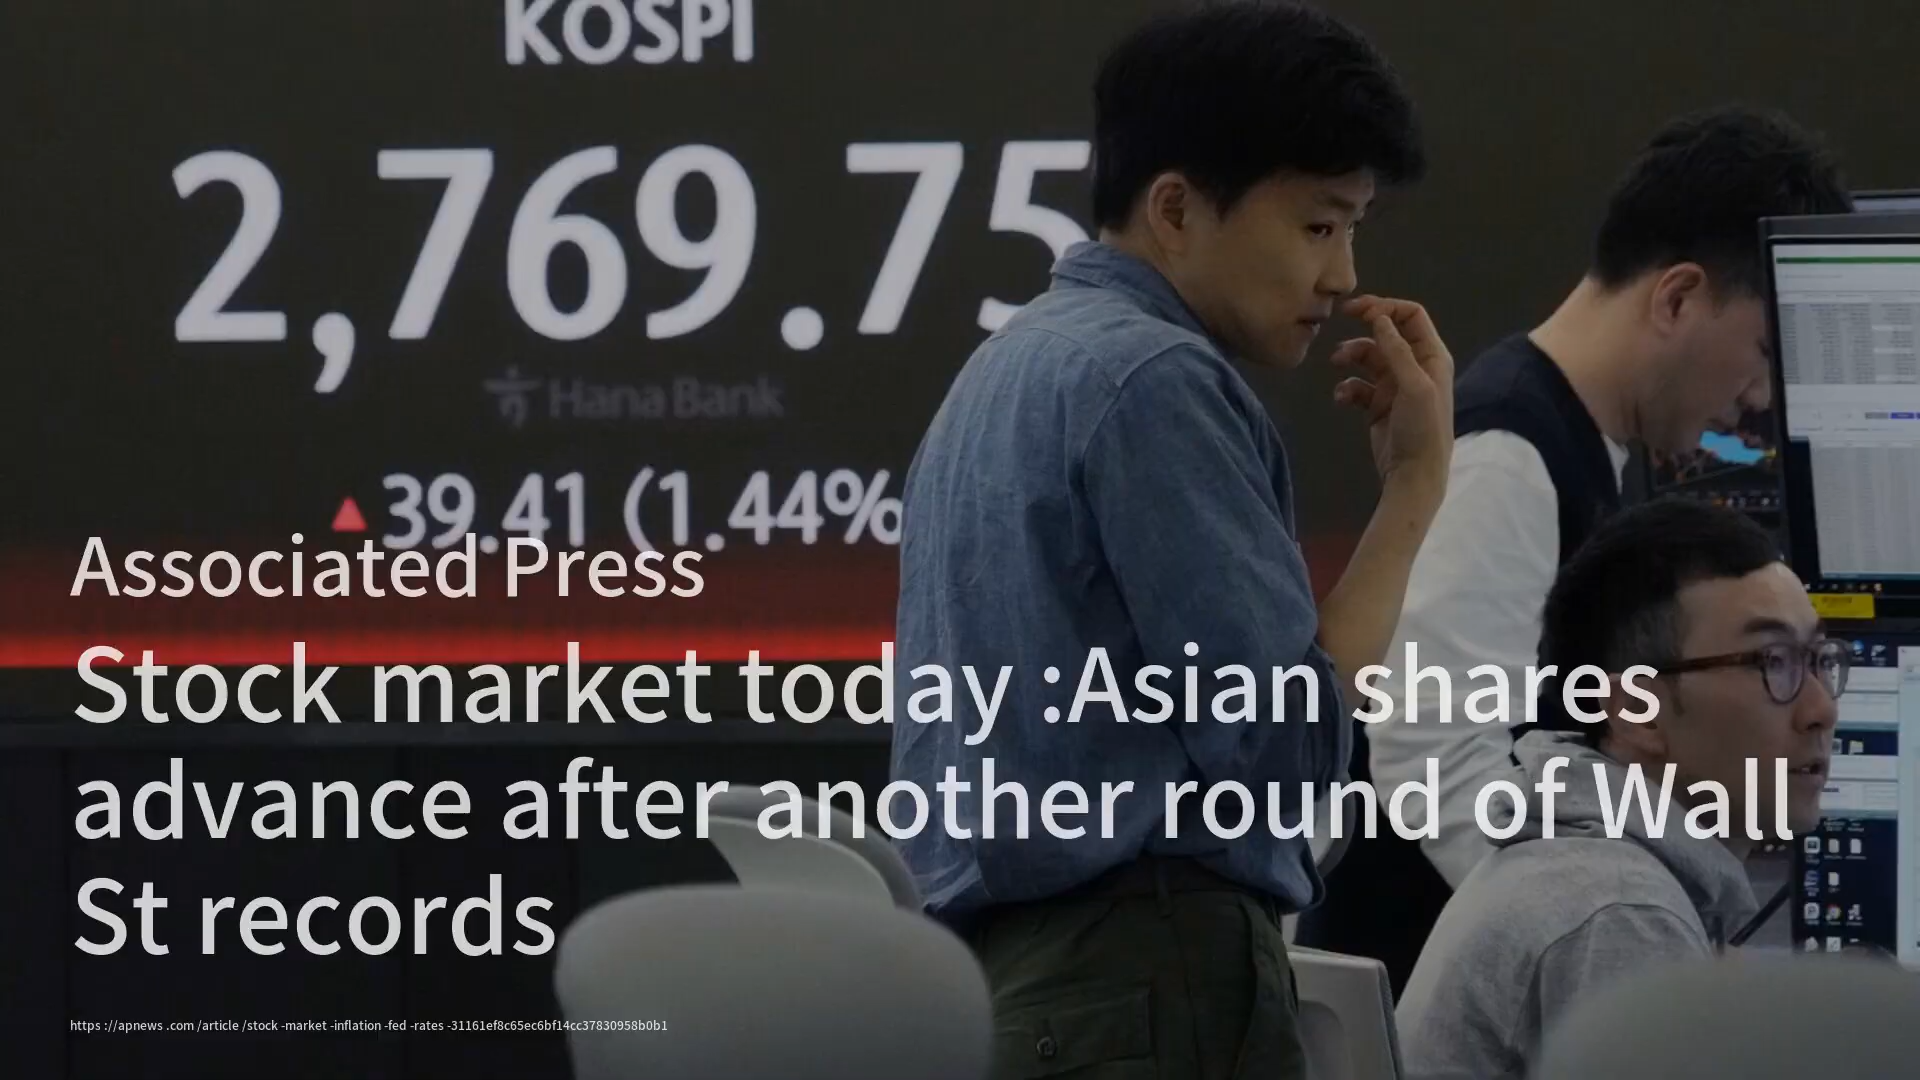 KOSPI
2,769.75
Hana Bank
▲39.41 (1.44%
Associated Press
Stock market today :Asian shares
advance after another round of Wall
St records
https ://apnews .com /article /stock -market -inflation -fed -rates -31161ef8c65ec6bf14cc37830958b0b1